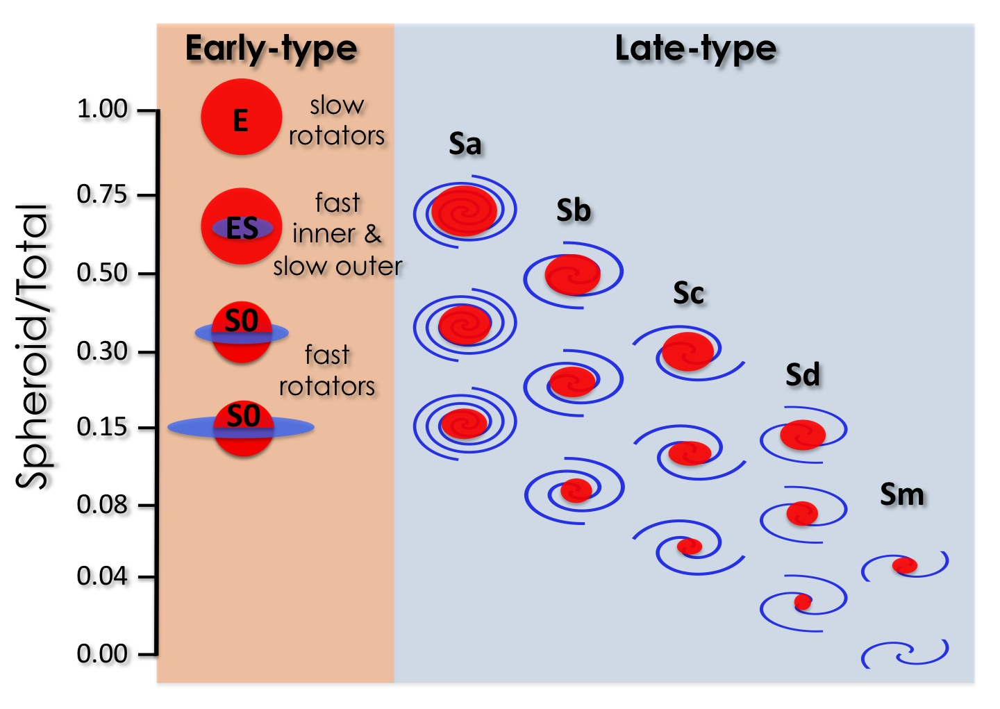 Early-type
Late-type
Spheroid/Total
1.00
0.75
0.50
0.30
0.15
0.08
0.04
0.00
E
slow
rotators
ES
fast
inner &
slow outer
S0
fast
rotators
S0
Sa
Sb
Sc
Sd
Sm